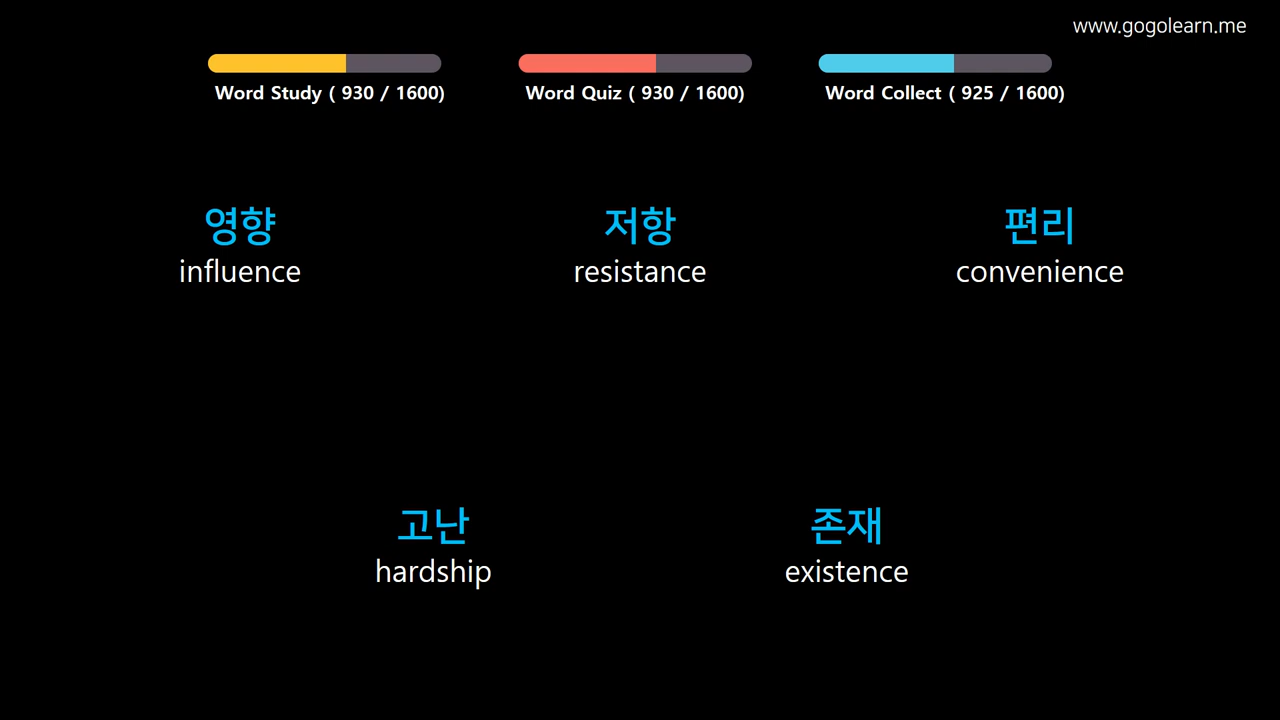 www.gogolearn.me
Word Study ( 930 / 1600)
Word Quiz ( 930 / 1600)
Word Collect ( 925 / 1600)
영향
influence
저항
resistance
편리
convenience
고난
hardship
존재
existence